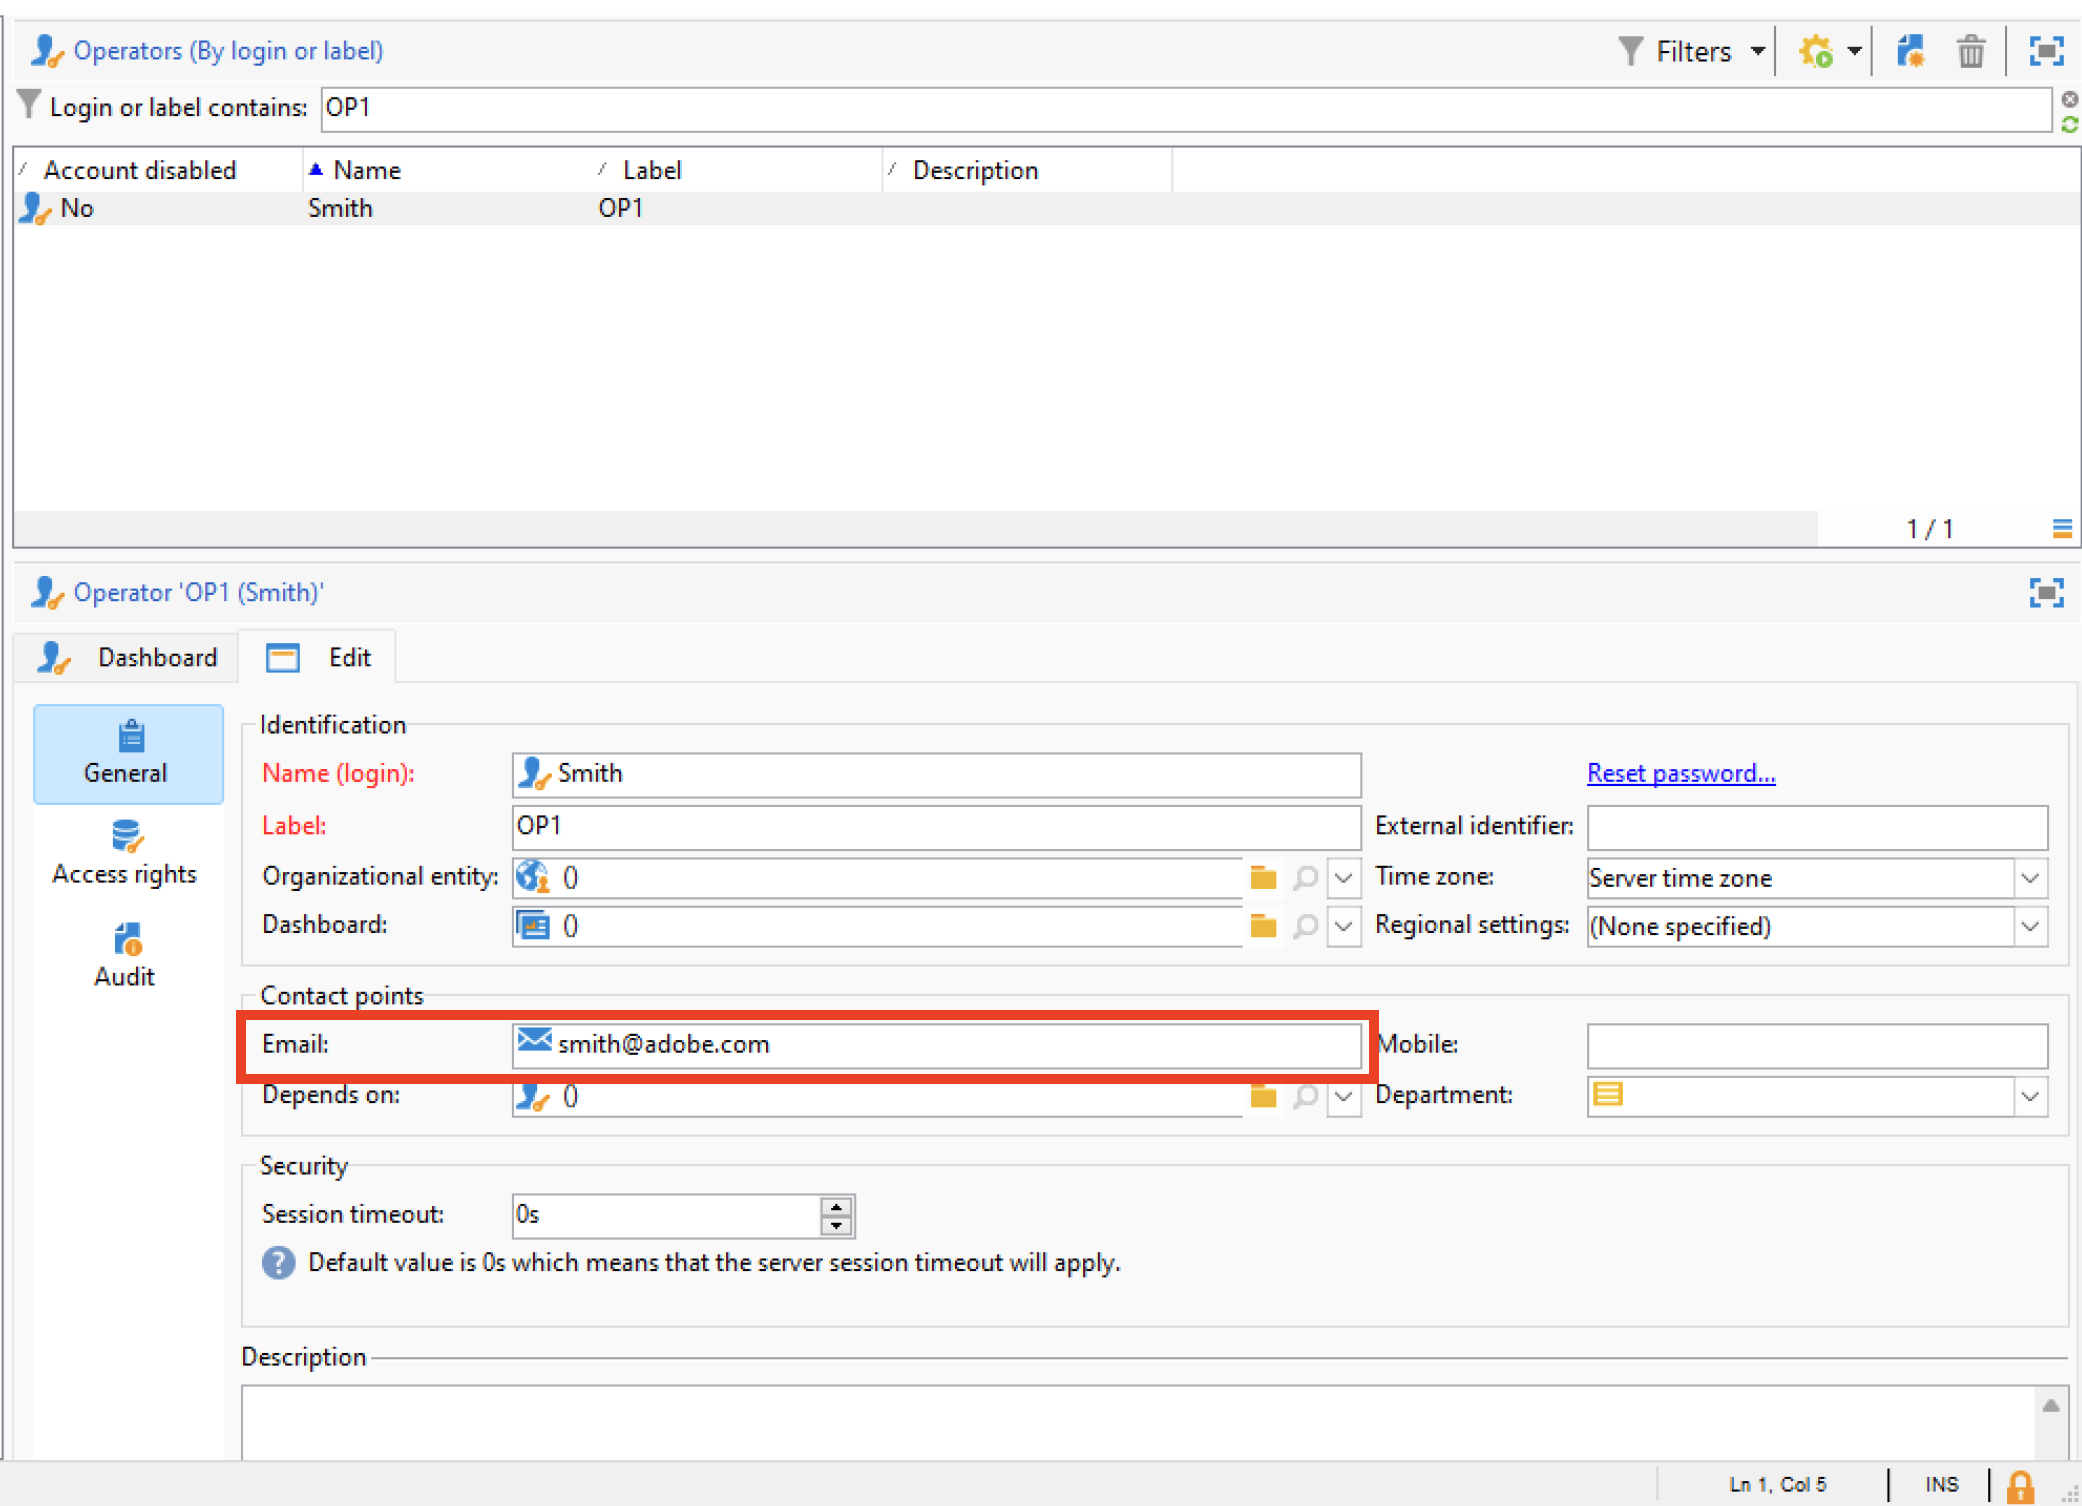 Operators (By login or label)
Filters
Login or label contains: OP1
Account disabled Name Label Description
No Smith OP1
1 / 1
Operator 'OP1 (Smith)'
Dashboard Edit
General
Access rights
Audit
Identification
Name (login): Smith Reset password...
Label: OP1 External identifier:
Organizational entity: () Time zone: Server time zone
Dashboard: () Regional settings: (None specified)
Contact points
Email: smith@adobe.com Mobile:
Depends on: () Department:
Security
Session timeout: 0s
Default value is 0s which means that the server session timeout will apply.
Description
Ln 1, Col 5 INS